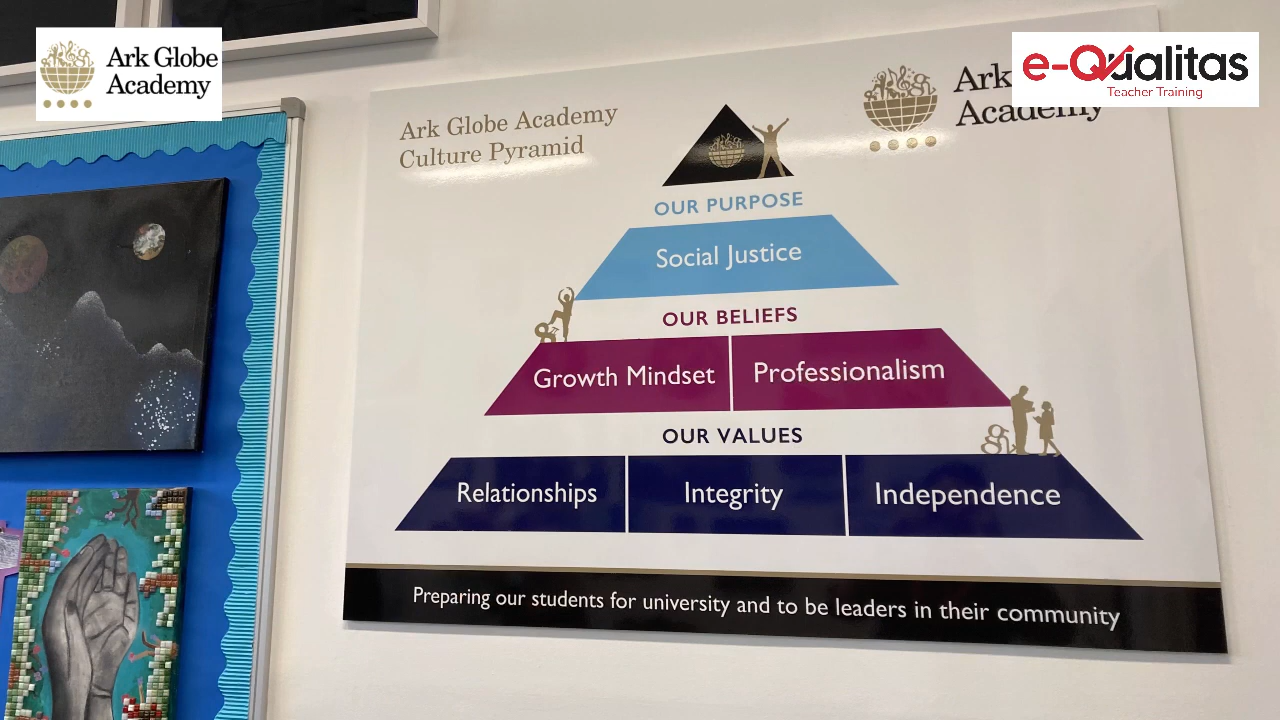 Ark Globe
Academy
e-Qualitas
Teacher Training
Ark Globe Academy
Culture Pyramid
Ark
Academy
OUR PURPOSE
Social Justice
OUR BELIEFS
Growth Mindset
Professionalism
OUR VALUES
Relationships
Integrity
Independence
Preparing our students for university and to be leaders in their community